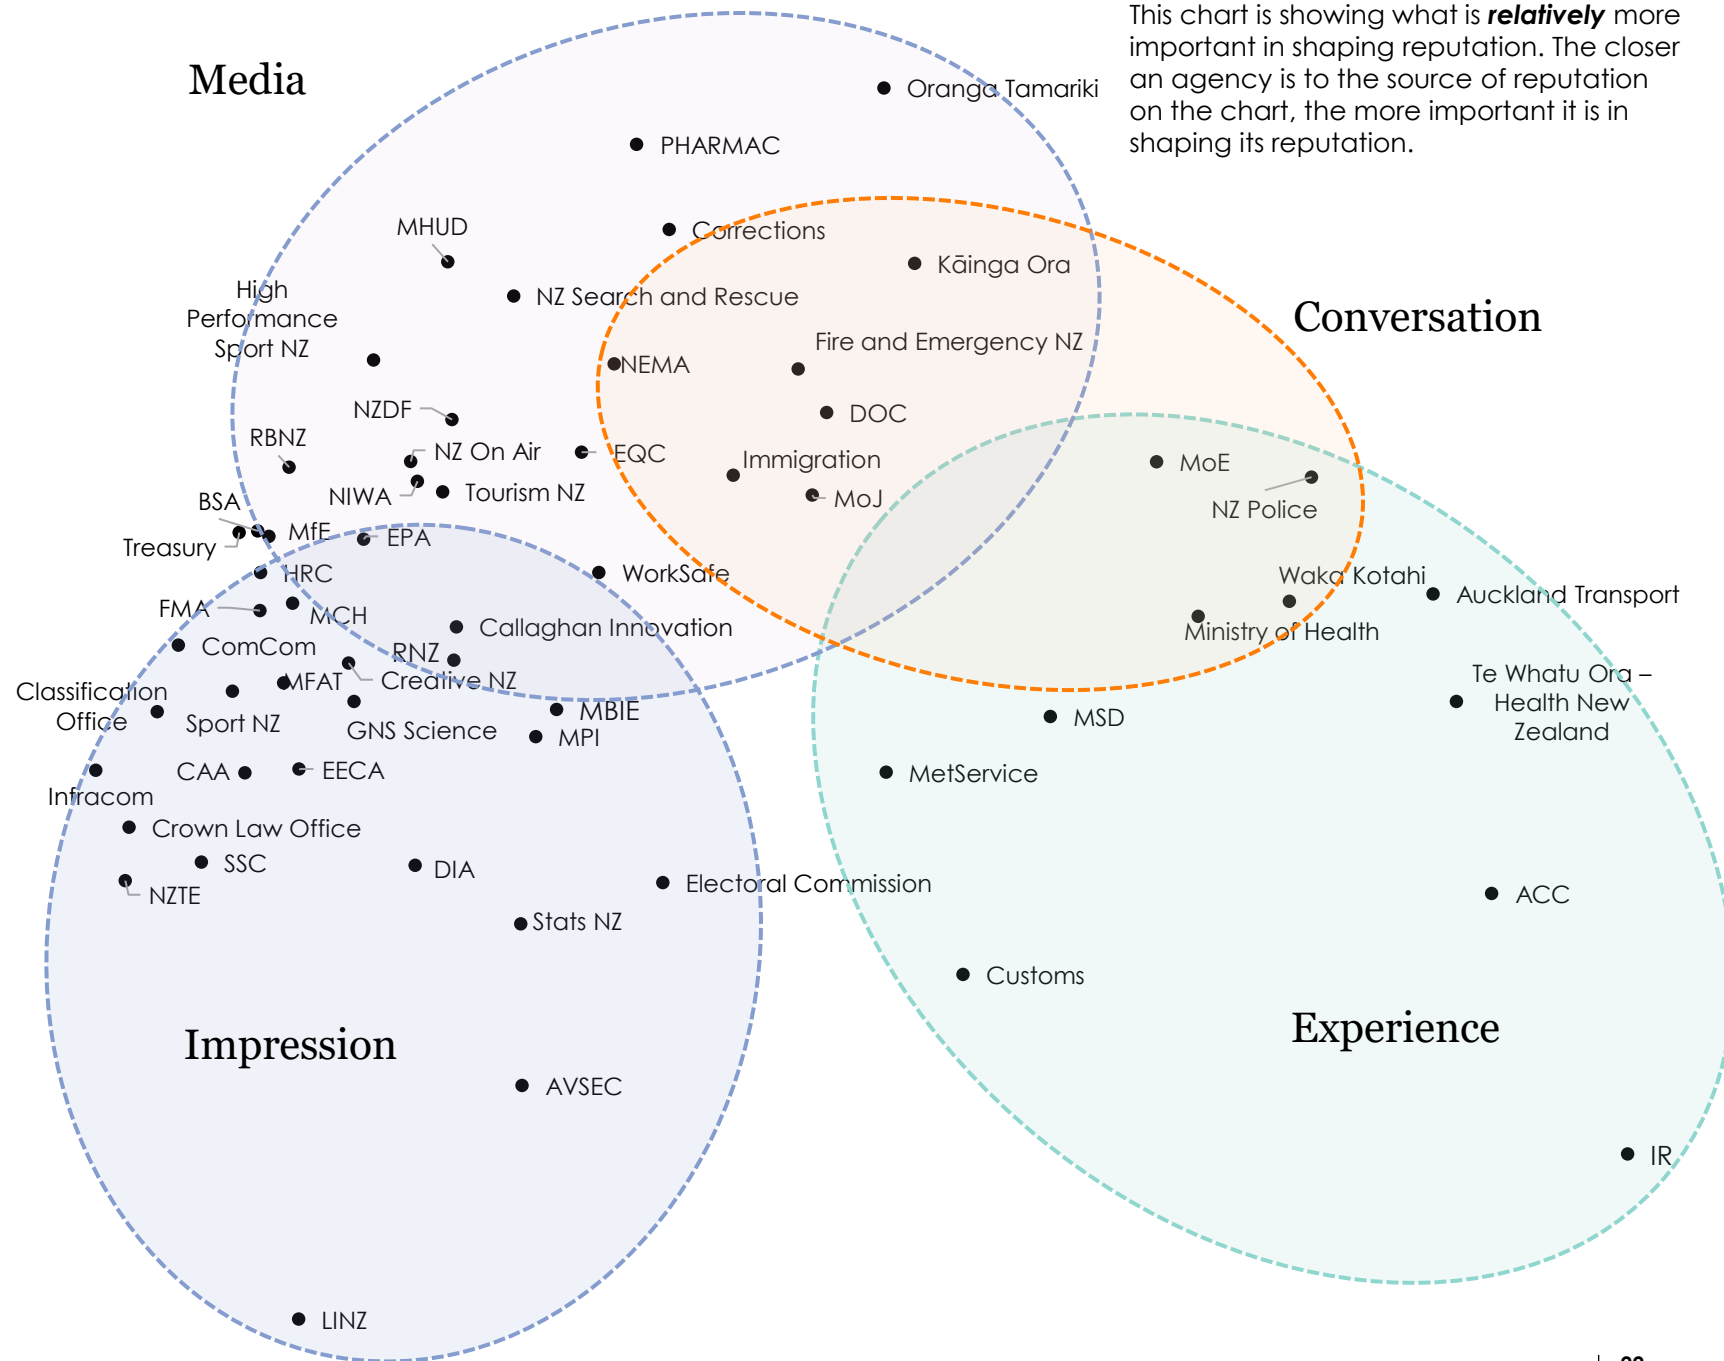 This chart is showing what is relatively more
important in shaping reputation. The closer
an agency is to the source of reputation
on the chart, the more important it is in
shaping its reputation.
Media
Oranga Tamariki
PHARMAC
MHUD
Corrections
Kāinga Ora
High
Performance
Sport NZ
NZ Search and Rescue
Conversation
Fire and Emergency NZ
NEMA
NZDF
DOC
RBNZ
NZ On Air
EQC
Immigration
MoE
NIWA
Tourism NZ
MoJ
NZ Police
BSA
Treasury
MfE
EPA
HRC
WorkSafe
Waka Kotahi
Auckland Transport
FMA
MCH
Callaghan Innovation
Ministry of Health
ComCom
RNZ
MFAT
Creative NZ
Classification
Office
Sport NZ
GNS Science
MBIE
MPI
MSD
Te Whatu Ora –
Health New
Zealand
CAA
EECA
MetService
Infracom
Crown Law Office
SSC
DIA
NZTE
Electoral Commission
ACC
Stats NZ
Customs
Impression
Experience
AVSEC
IR
LINZ